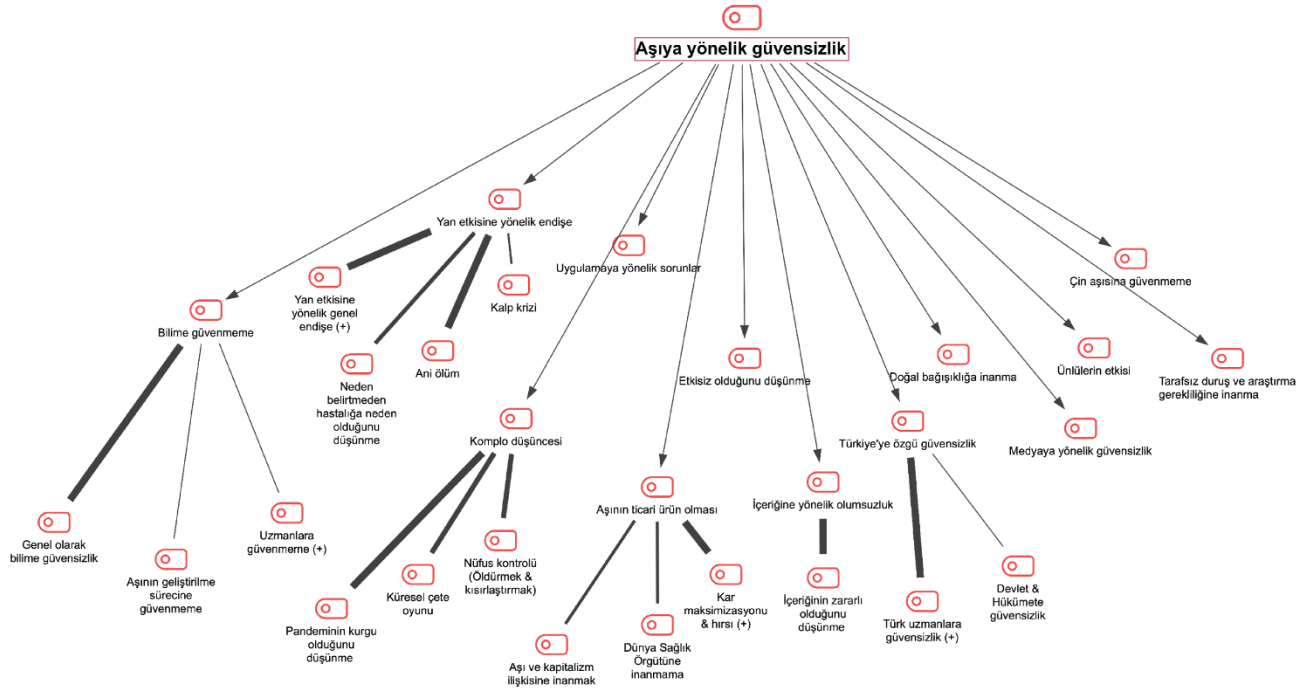 Aşıya yönelik güvensizlik
Yan etkisine yönelik endişe
Uygulamaya yönelik sorunlar
Çin aşısına güvenmeme
Yan etkisine
yönelik genel
endişe (+)
Kalp krizi
Bilime güvenmeme
Ani ölüm
Neden
belirtmeden
hastalığa neden
olduğunu
düşünme
Etkisiz olduğunu düşünme
Doğal bağışıklığa inanma
Ünlülerin etkisi
Tarafsız duruş ve araştırma
gerekliliğine inanma
Komplo düşüncesi
Türkiye'ye özgü güvensizlik
Medyaya yönelik güvensizlik
Aşının ticari ürün olması
İçeriğine yönelik olumsuzluk
Genel olarak
bilime güvensizlik
Aşının geliştirilme
sürecine
güvenmeme
Uzmanlara
güvenmeme (+)
Pandeminin kurgu
olduğunu
düşünme
Küresel çete
oyunu
Nüfus kontrolü
(Öldürmek &
kısırlaştırmak)
Aşı ve kapitalizm
ilişkisine inanmak
Dünya Sağlık
Örgütüne
inanmama
Kar
maksimizasyonu
& hırsı (+)
İçeriğinin zararlı
olduğunu
düşünme
Türk uzmanlara
güvensizlik (+)
Devlet &
Hükümete
güvensizlik